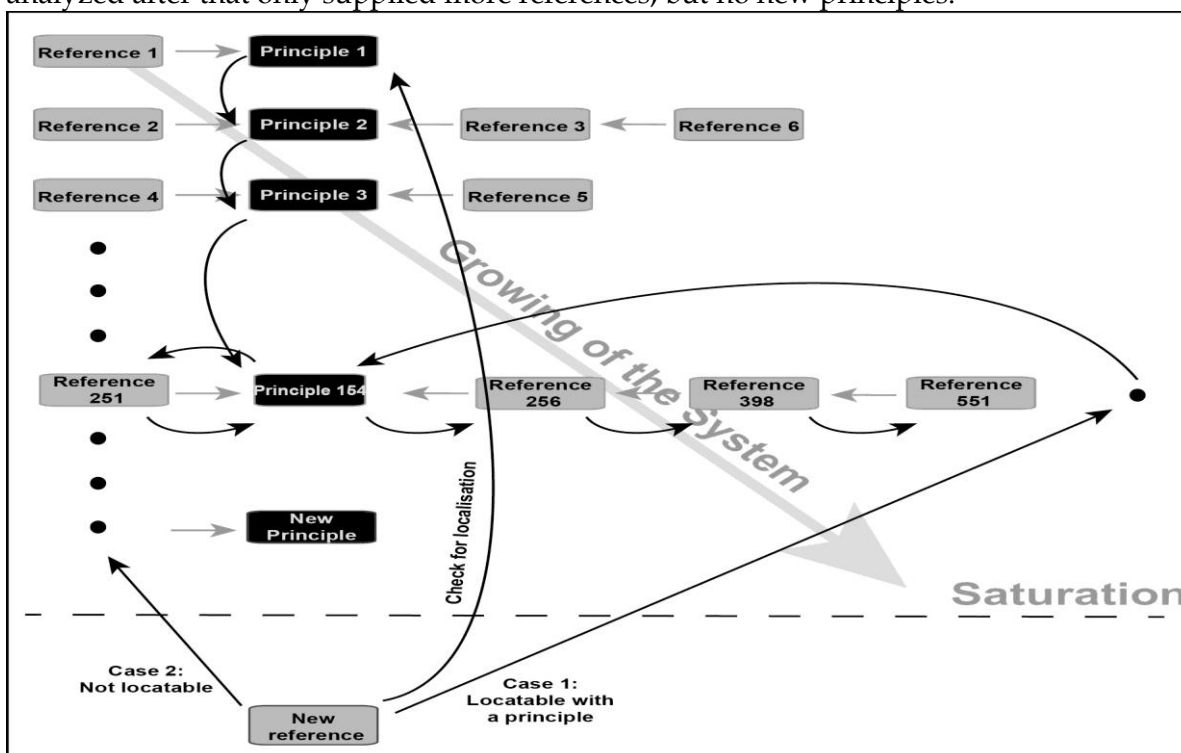 analyzed after that only supplied more references, but no new principles.
Reference 1
Principle 1
Reference 2
Principle 2
Reference 3
Reference 6
Reference 4
Principle 3
Reference 5
Growing of the System
Reference
251
Principle 154
Reference
256
Reference
398
Reference
551
New
Principle
Check for localisation
Saturation
Case 2:
Not locatable
Case 1:
Locatable with
a principle
New
reference